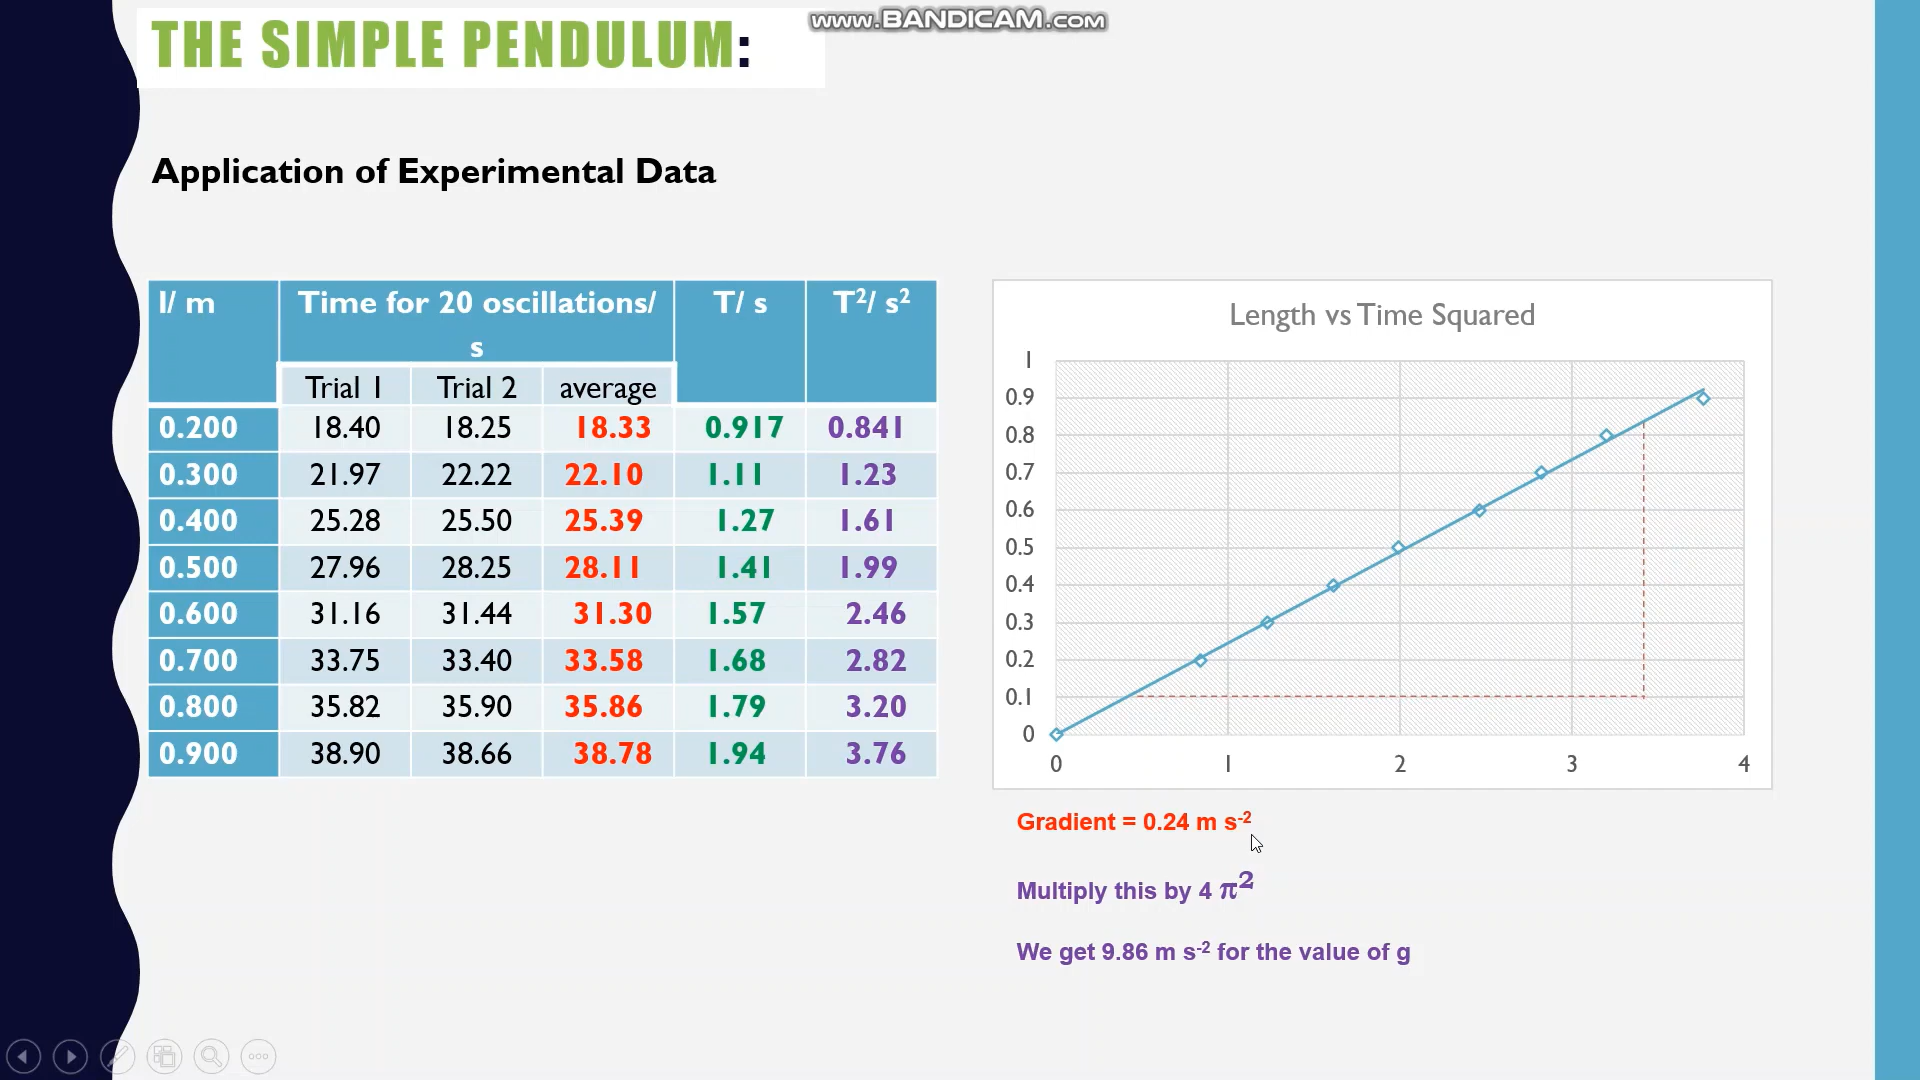 www.BANDICAM.com
THE SIMPLE PENDULUM:
Application of Experimental Data
l/ m Time for 20 oscillations/ s T/ s T²/ s²
Trial 1 Trial 2 average
0.200 18.40 18.25 18.33 0.917 0.841
0.300 21.97 22.22 22.10 1.11 1.23
0.400 25.28 25.50 25.39 1.27 1.61
0.500 27.96 28.25 28.11 1.41 1.99
0.600 31.16 31.44 31.30 1.57 2.46
0.700 33.75 33.40 33.58 1.68 2.82
0.800 35.82 35.90 35.86 1.79 3.20
0.900 38.90 38.66 38.78 1.94 3.76
Length vs Time Squared
1
0.9
0.8
0.7
0.6
0.5
0.4
0.3
0.2
0.1
0
0 1 2 3 4
Gradient = 0.24 m s⁻²
Multiply this by 4 π²
We get 9.86 m s⁻² for the value of g